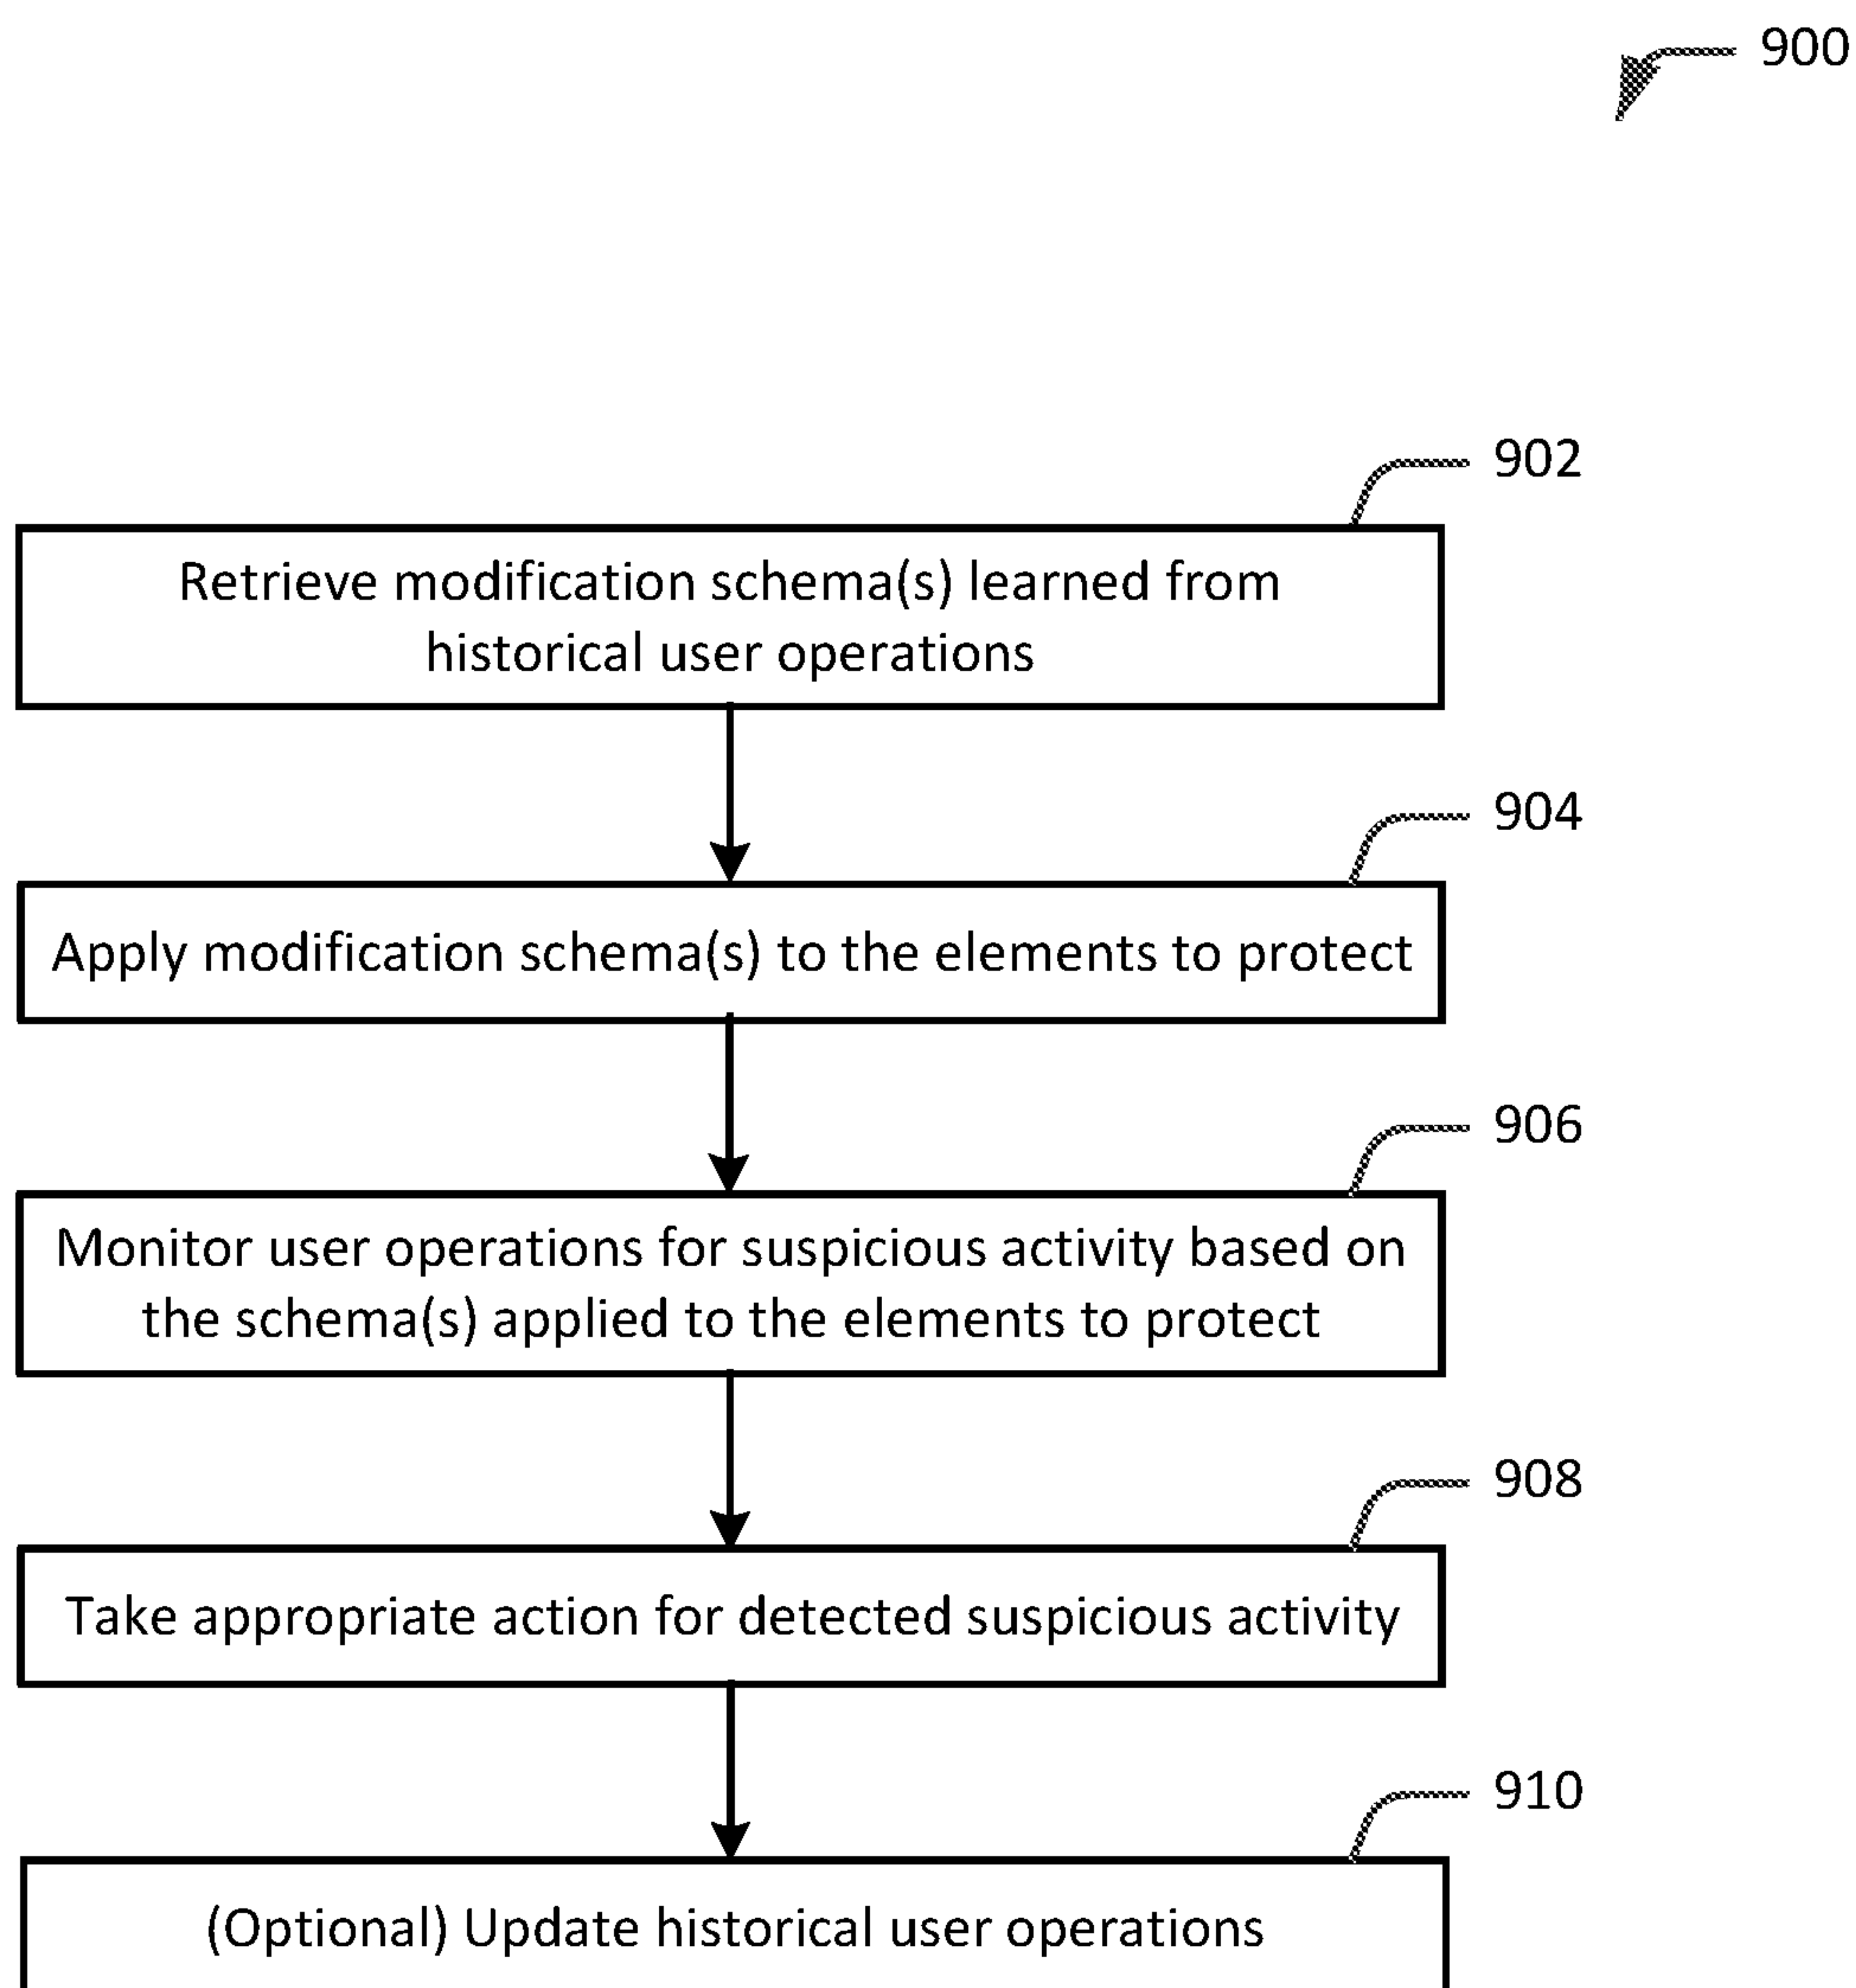 900
902
Retrieve modification schema(s) learned from
historical user operations
904
Apply modification schema(s) to the elements to protect
906
Monitor user operations for suspicious activity based on
the schema(s) applied to the elements to protect
908
Take appropriate action for detected suspicious activity
910
(Optional) Update historical user operations